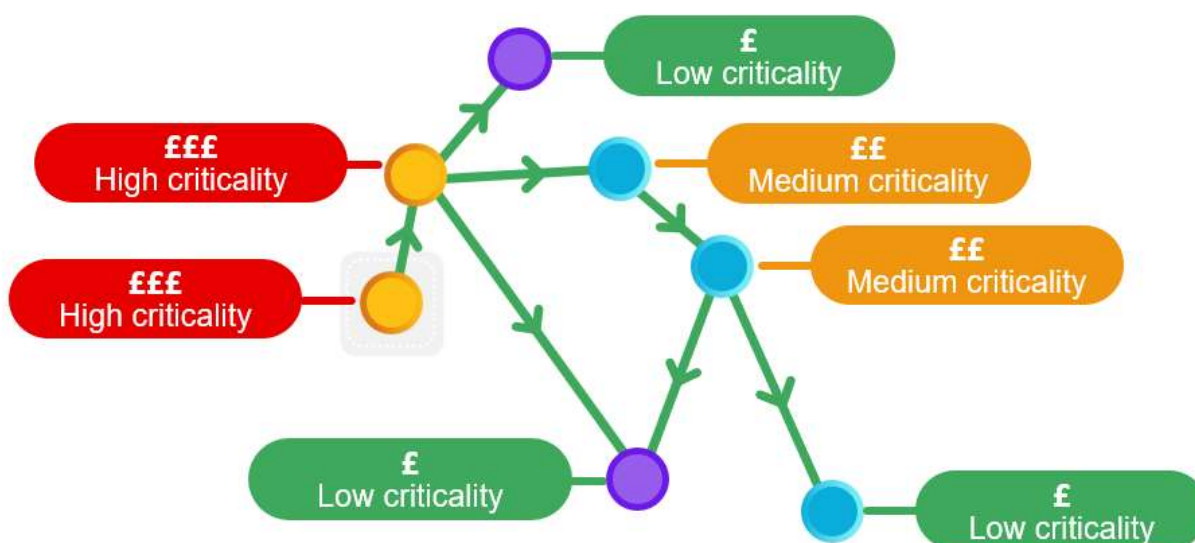 £
Low criticality
£££
High criticality
££
Medium criticality
££
Medium criticality
£££
High criticality
£
Low criticality
£
Low criticality